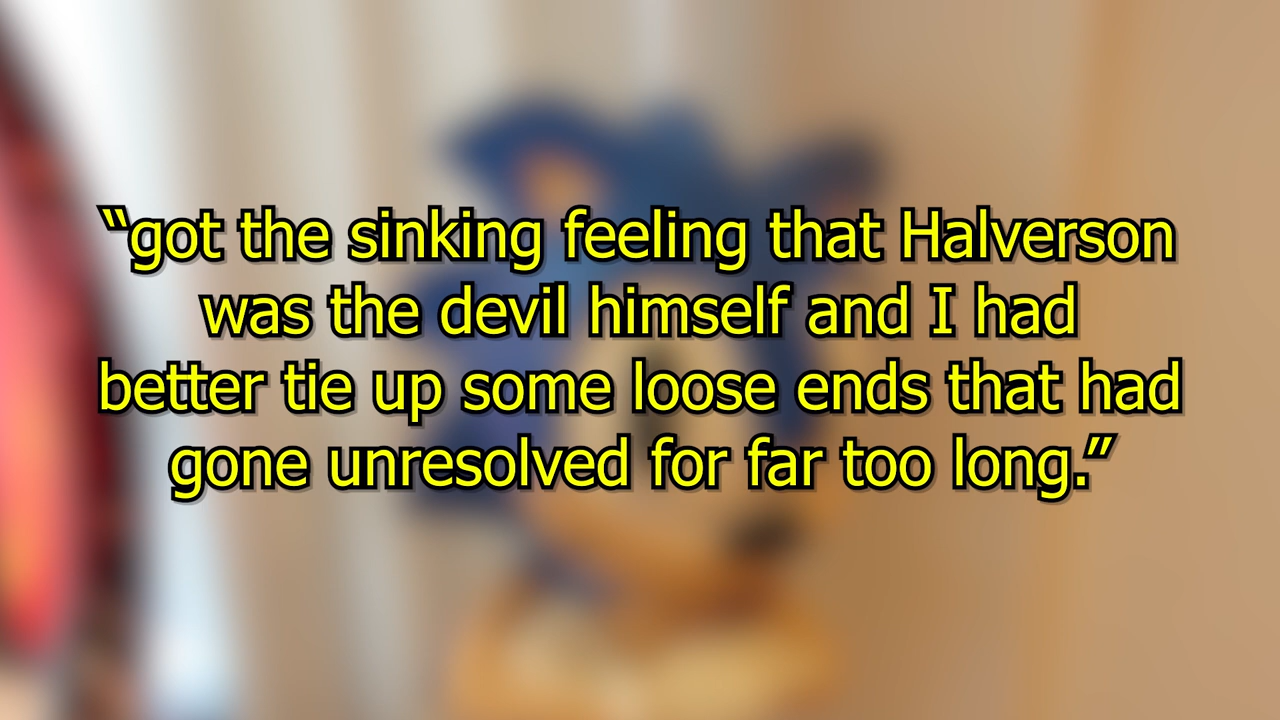 “got the sinking feeling that Halverson
was the devil himself and I had
better tie up some loose ends that had
gone unresolved for far too long.”